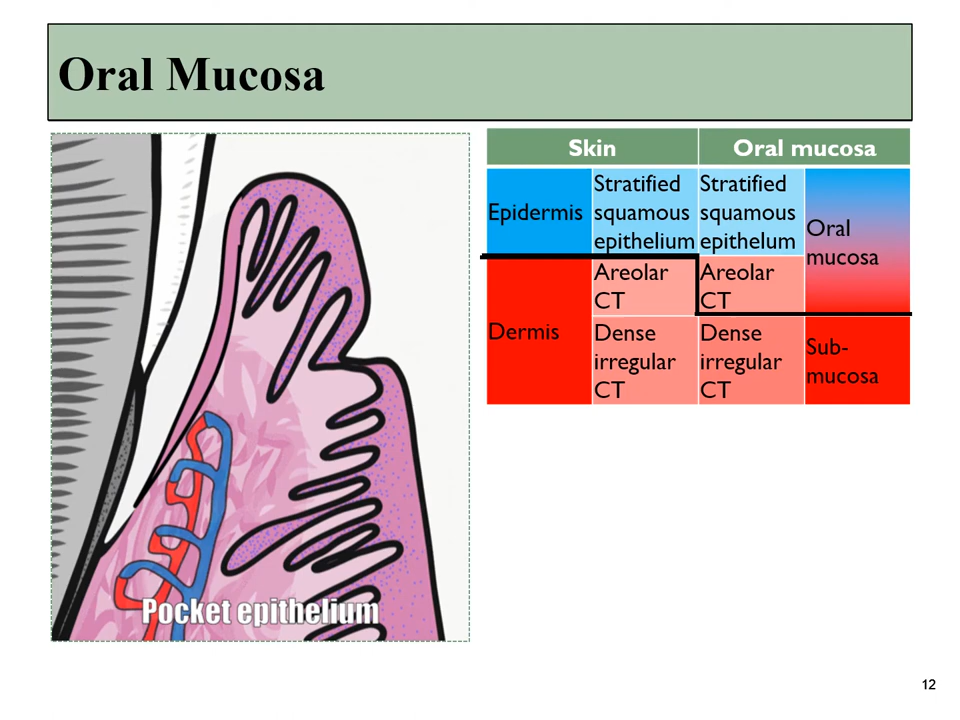 Oral Mucosa
Skin
Oral mucosa
Epidermis
Stratified
squamous
epithelium
Stratified
squamous
epithelum
Oral
mucosa
Dermis
Areolar
CT
Areolar
CT
Dense
irregular
CT
Dense
irregular
CT
Sub-
mucosa
Pocket epithelium
12